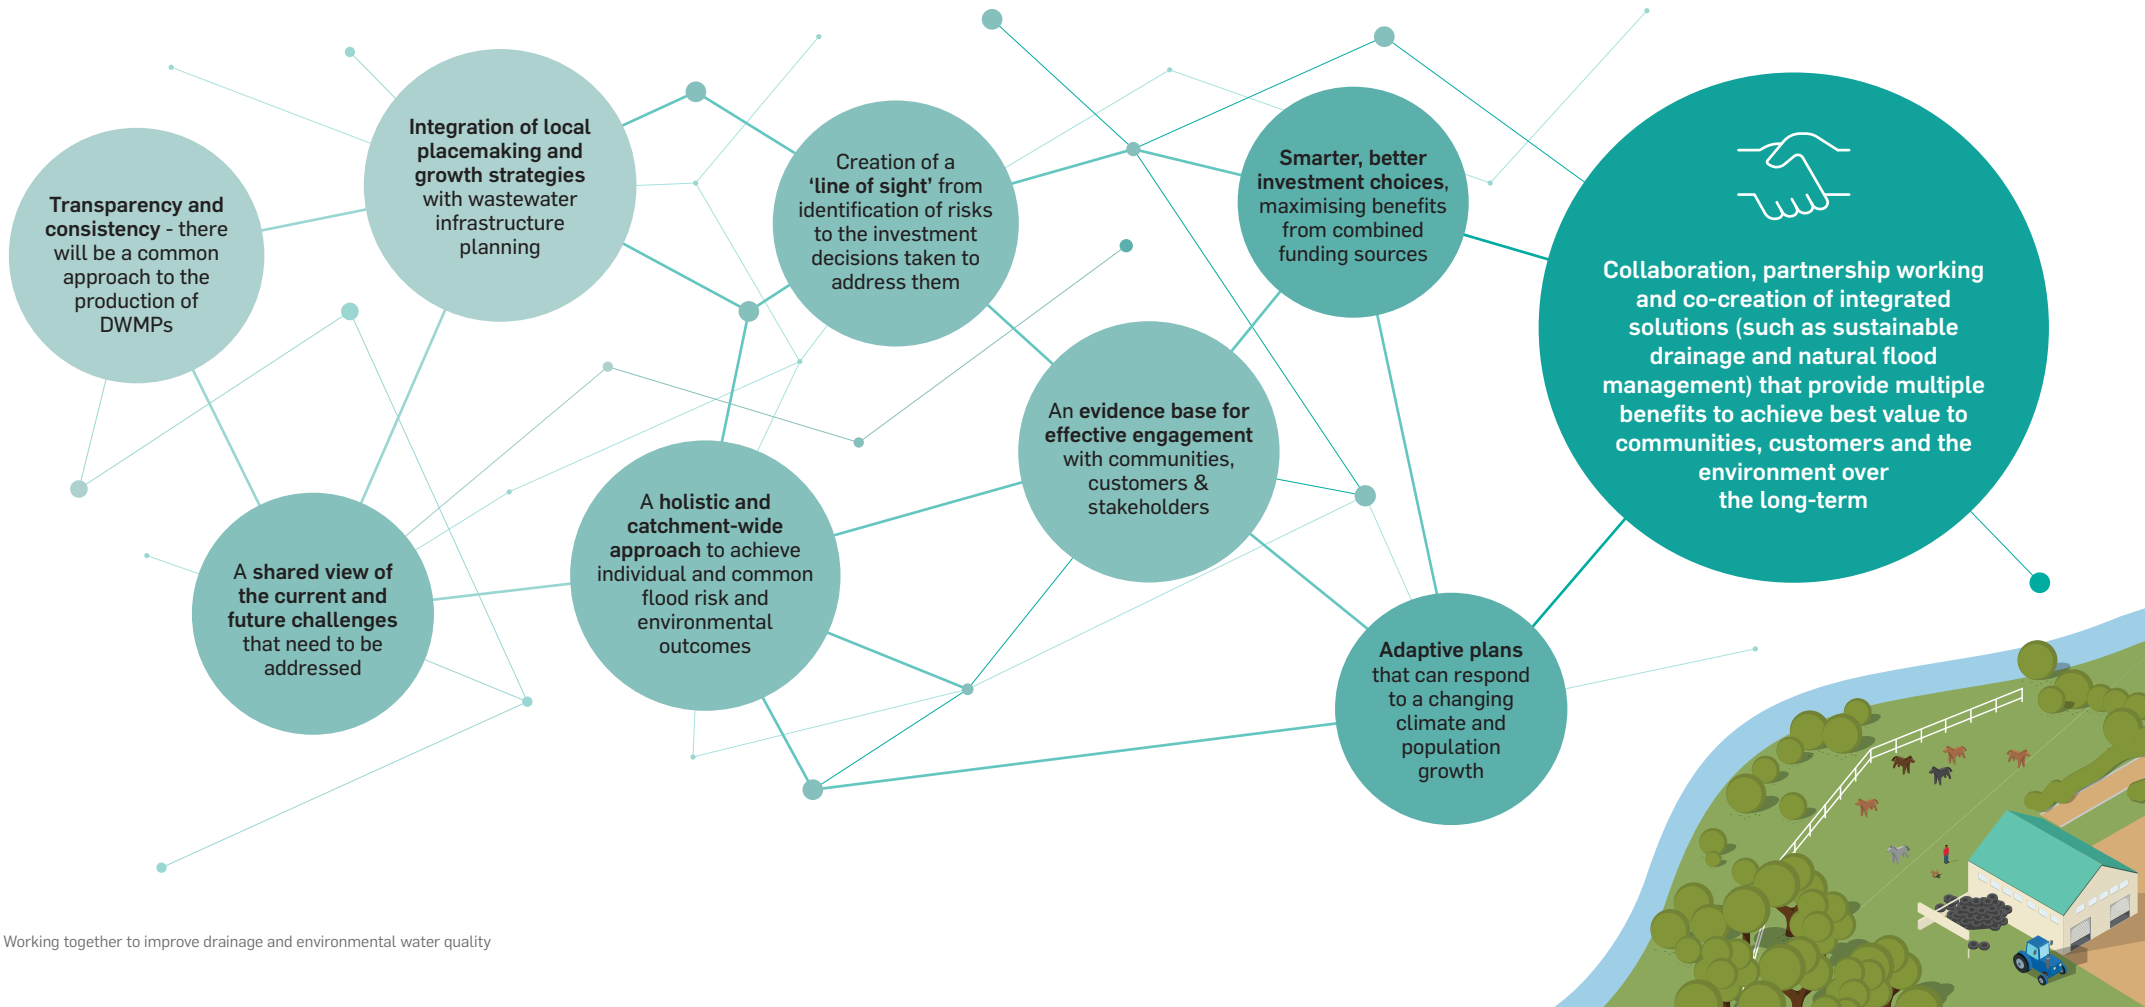 Transparency and
consistency - there
will be a common
approach to the
production of
DWMPs
Integration of local
placemaking and
growth strategies
with wastewater
infrastructure
planning
A shared view of
the current and
future challenges
that need to be
addressed
Creation of a
‘line of sight’ from
identification of risks
to the investment
decisions taken to
address them
A holistic and
catchment-wide
approach to achieve
individual and common
flood risk and
environmental
outcomes
An evidence base for
effective engagement
with communities,
customers &
stakeholders
Smarter, better
investment choices,
maximising benefits
from combined
funding sources
Adaptive plans
that can respond
to a changing
climate and
population
growth
Collaboration, partnership working
and co-creation of integrated
solutions (such as sustainable
drainage and natural flood
management) that provide multiple
benefits to achieve best value to
communities, customers and the
environment over
the long-term
Working together to improve drainage and environmental water quality